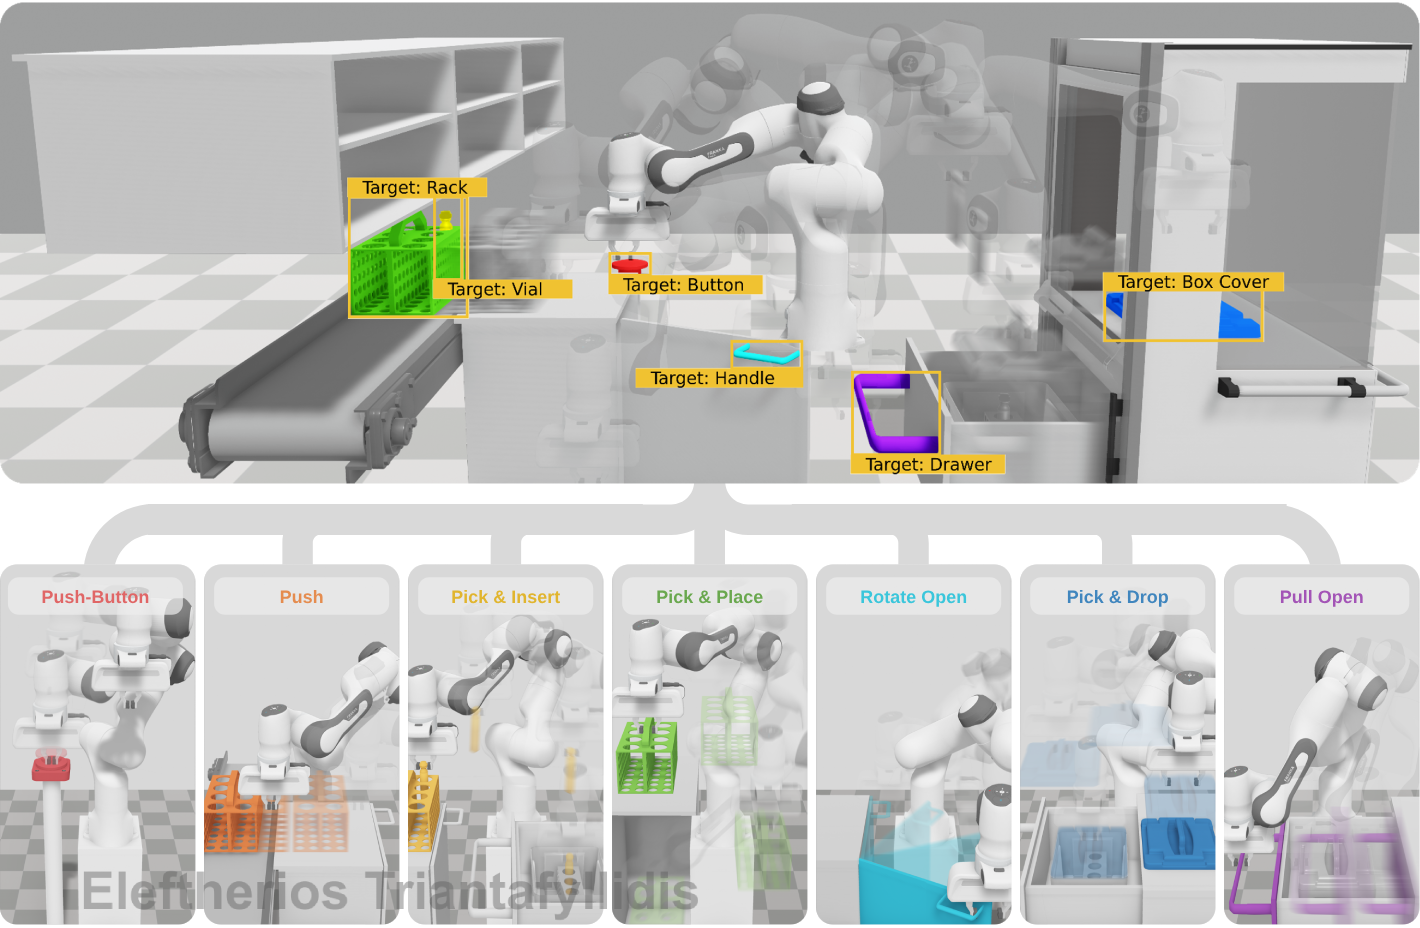 Target: Rack
Target: Vial
Target: Button
Target: Box Cover
Target: Handle
Target: Drawer
Push-Button
Push
Pick & Insert
Pick & Place
Rotate Open
Pick & Drop
Pull Open
Eleftherios Triantafyllidis